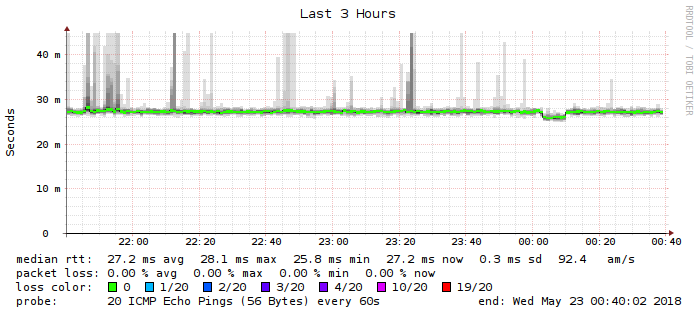 Last 3 Hours
RRDTOOL / TOBI OETIKER
Seconds
40 m
30 m
20 m
10 m
0
22:00 22:20 22:40 23:00 23:20 23:40 00:00 00:20 00:40
median rtt: 27.2 ms avg 28.1 ms max 25.8 ms min 27.2 ms now 0.3 ms sd 92.4 am/s
packet loss: 0.00 % avg 0.00 % max 0.00 % min 0.00 % now
loss color: 0 1/20 2/20 3/20 4/20 10/20 19/20
probe: 20 ICMP Echo Pings (56 Bytes) every 60s end: Wed May 23 00:40:02 2018